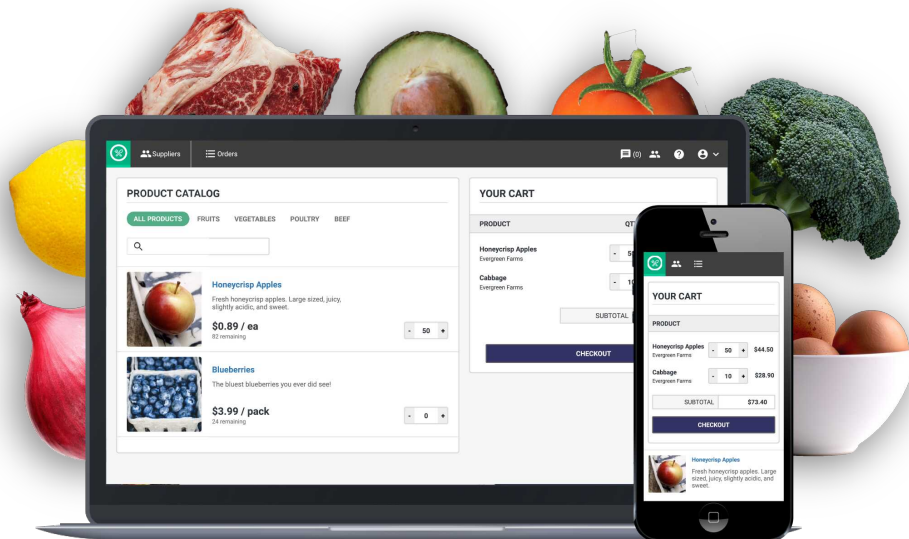 Suppliers
Orders
(0)
PRODUCT CATALOG
ALL PRODUCTS FRUITS VEGETABLES POULTRY BEEF
Honeycrisp Apples
Fresh honeycrisp apples. Large sized, juicy,
slightly acidic, and sweet.
$0.89 / ea
82 remaining
- 50 +
Blueberries
The bluest blueberries you ever did see!
$3.99 / pack
24 remaining
- 0 +
YOUR CART
PRODUCT
Honeycrisp Apples
Evergreen Farms
-
Cabbage
Evergreen Farms
- 10
SUBTOTAL
CHECKOUT
YOUR CART
PRODUCT
Honeycrisp Apples
Evergreen Farms
- 50 + $44.50
Cabbage
Evergreen Farms
- 10 + $28.90
SUBTOTAL $73.40
CHECKOUT
Honeycrisp Apples
Fresh honeycrisp apples. Large
sized, juicy, slightly acidic, and
sweet.